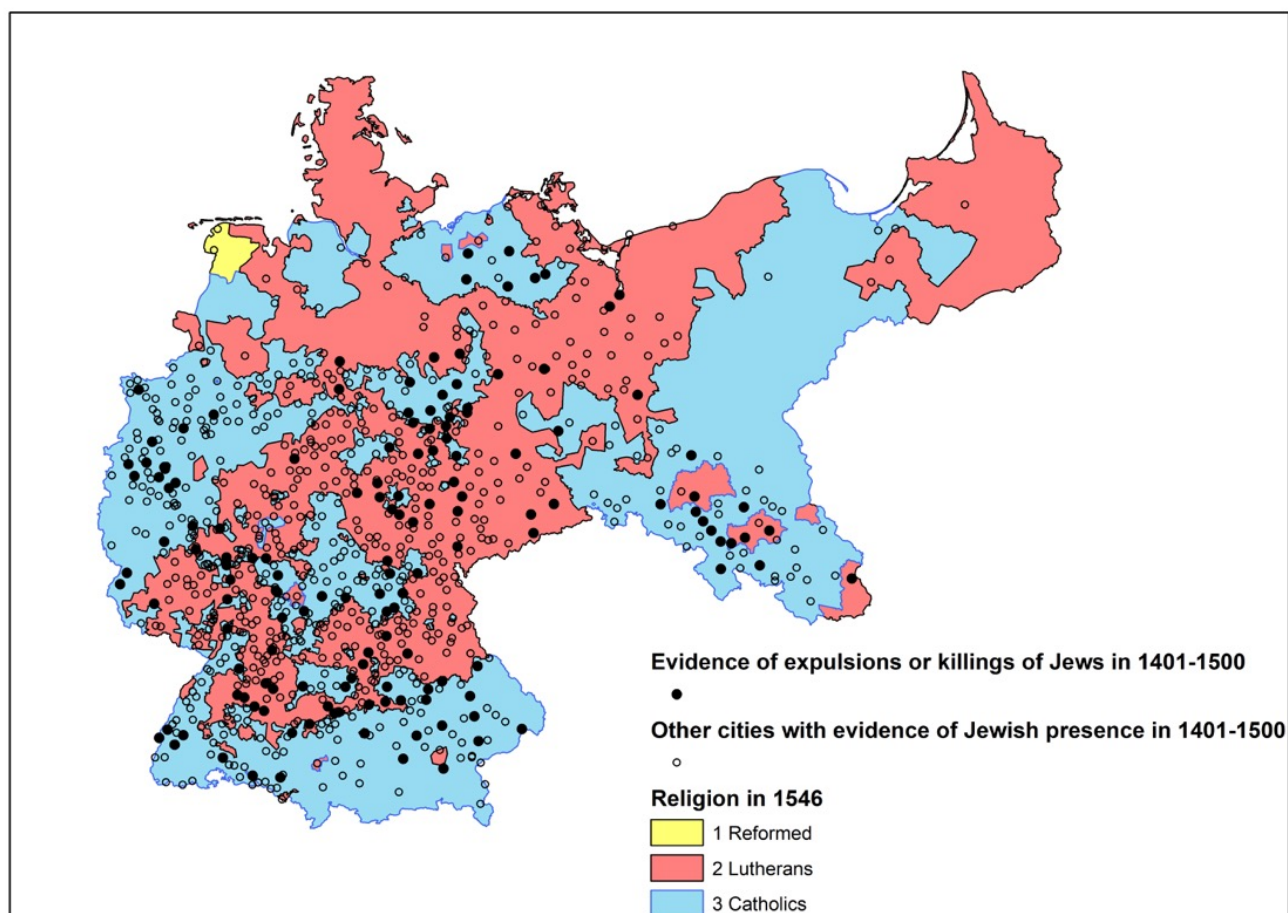 Evidence of expulsions or killings of Jews in 1401-1500
Other cities with evidence of Jewish presence in 1401-1500
Religion in 1546
1 Reformed
2 Lutherans
3 Catholics